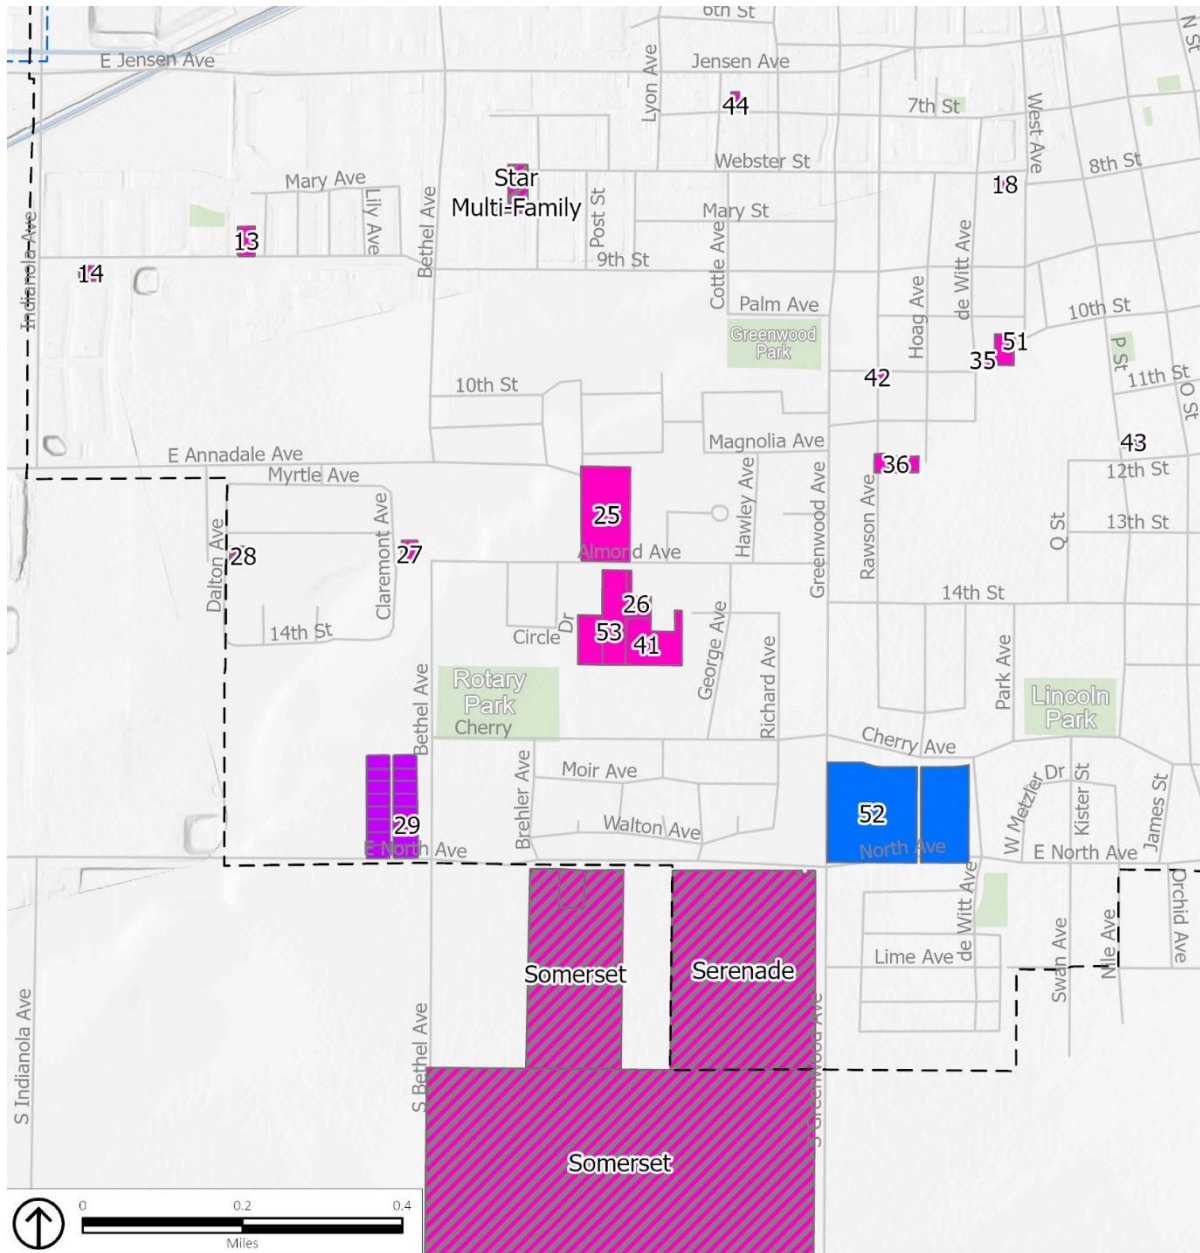 6th St
N St
E Jensen Ave
Jensen Ave
Lyon Ave
44
7th St
West Ave
Webster St
8th St
Star
Multi-Family
Mary Ave
Lily Ave
Bethel Ave
Post St
18
Mary St
Cottle Ave
13
9th St
14
Indianola Ave
Hoag Ave
de Witt Ave
Palm Ave
10th St
Greenwood
Park
51
35
P St
42
11th St
O St
10th St
Magnolia Ave
43
E Annadale Ave
12th St
Myrtle Ave
36
Hawley Ave
Greenwood Ave
Rawson Ave
25
Q St
13th St
Claremont Ave
Dalton Ave
28
27
Almond Ave
14th St
26
Circle
Dr
53
41
14th St
George Ave
Richard Ave
Park Ave
Bethel Ave
Rotary
Park
Cherry
Lincoln
Park
Cherry Ave
Brehler Ave
Moir Ave
W Metzler
Dr
Kister St
James St
29
Walton Ave
52
E North Ave
North Ave
E North Ave
de Witt Ave
Orchid Ave
Swan Ave
Nile Ave
Lime Ave
Somerset
Serenade
S Indianola Ave
S Bethel Ave
S Greenwood Ave
Somerset
0
0.2
0.4
Miles